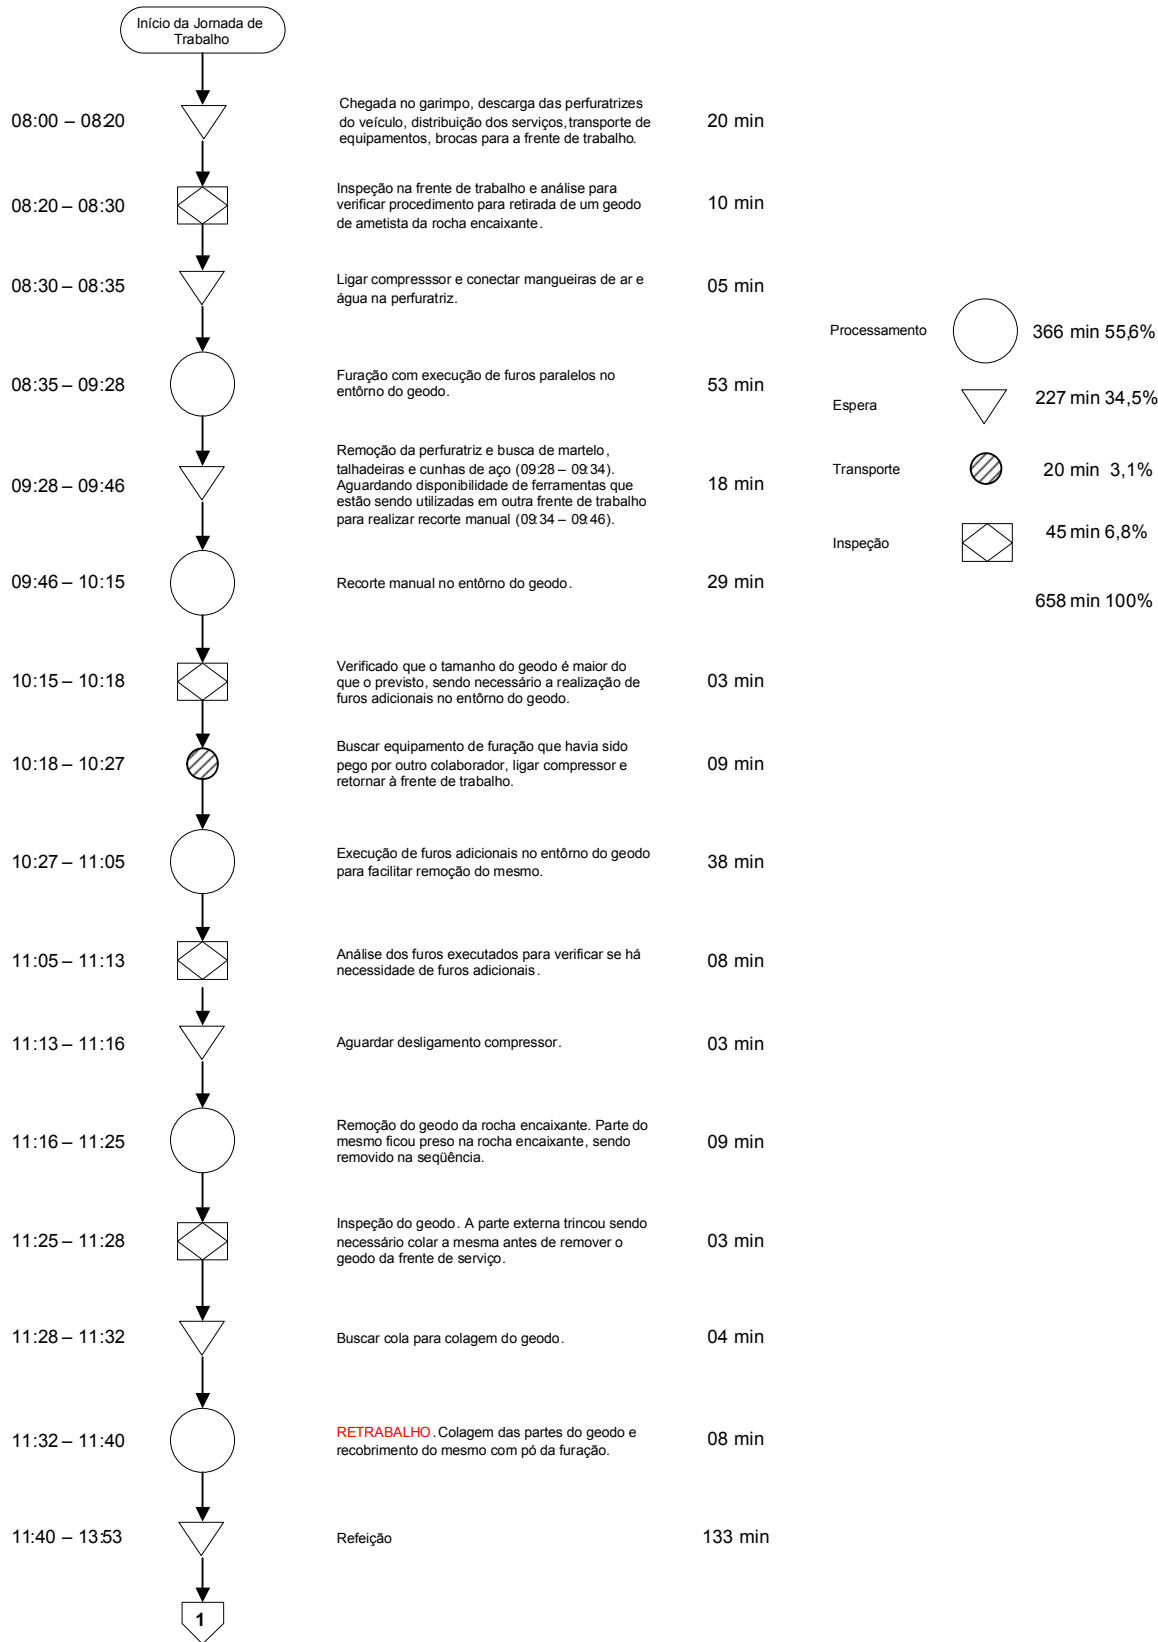 Início da Jornada de
Trabalho
08:00 – 08:20
Chegada no garimpo, descarga das perfuratrizes
do veículo, distribuição dos serviços, transporte de
equipamentos, brocas para a frente de trabalho.
20 min
08:20 – 08:30
Inspeção na frente de trabalho e análise para
verificar procedimento para retirada de um geodo
de ametista da rocha encaixante.
10 min
08:30 – 08:35
Ligar compresssor e conectar mangueiras de ar e
água na perfuratriz.
05 min
Processamento
366 min 55,6%
08:35 – 09:28
Furação com execução de furos paralelos no
entôrno do geodo.
53 min
Espera
227 min 34,5%
09:28 – 09:46
Remoção da perfuratriz e busca de martelo,
talhadeiras e cunhas de aço (09:28 – 09:34).
Aguardando disponibilidade de ferramentas que
estão sendo utilizadas em outra frente de trabalho
para realizar recorte manual (09:34 – 09:46).
18 min
Transporte
20 min 3,1%
Inspeção
45 min 6,8%
09:46 – 10:15
Recorte manual no entôrno do geodo.
29 min
658 min 100%
10:15 – 10:18
Verificado que o tamanho do geodo é maior do
que o previsto, sendo necessário a realização de
furos adicionais no entôrno do geodo.
03 min
10:18 – 10:27
Buscar equipamento de furação que havia sido
pego por outro colaborador, ligar compressor e
retornar à frente de trabalho.
09 min
10:27 – 11:05
Execução de furos adicionais no entôrno do geodo
para facilitar remoção do mesmo.
38 min
11:05 – 11:13
Análise dos furos executados para verificar se há
necessidade de furos adicionais.
08 min
11:13 – 11:16
Aguardar desligamento compressor.
03 min
11:16 – 11:25
Remoção do geodo da rocha encaixante. Parte do
mesmo ficou preso na rocha encaixante, sendo
removido na seqüência.
09 min
11:25 – 11:28
Inspeção do geodo. A parte externa trincou sendo
necessário colar a mesma antes de remover o
geodo da frente de serviço.
03 min
11:28 – 11:32
Buscar cola para colagem do geodo.
04 min
11:32 – 11:40
RETRABALHO. Colagem das partes do geodo e
recobrimento do mesmo com pó da furação.
08 min
11:40 – 13:53
Refeição
133 min
1